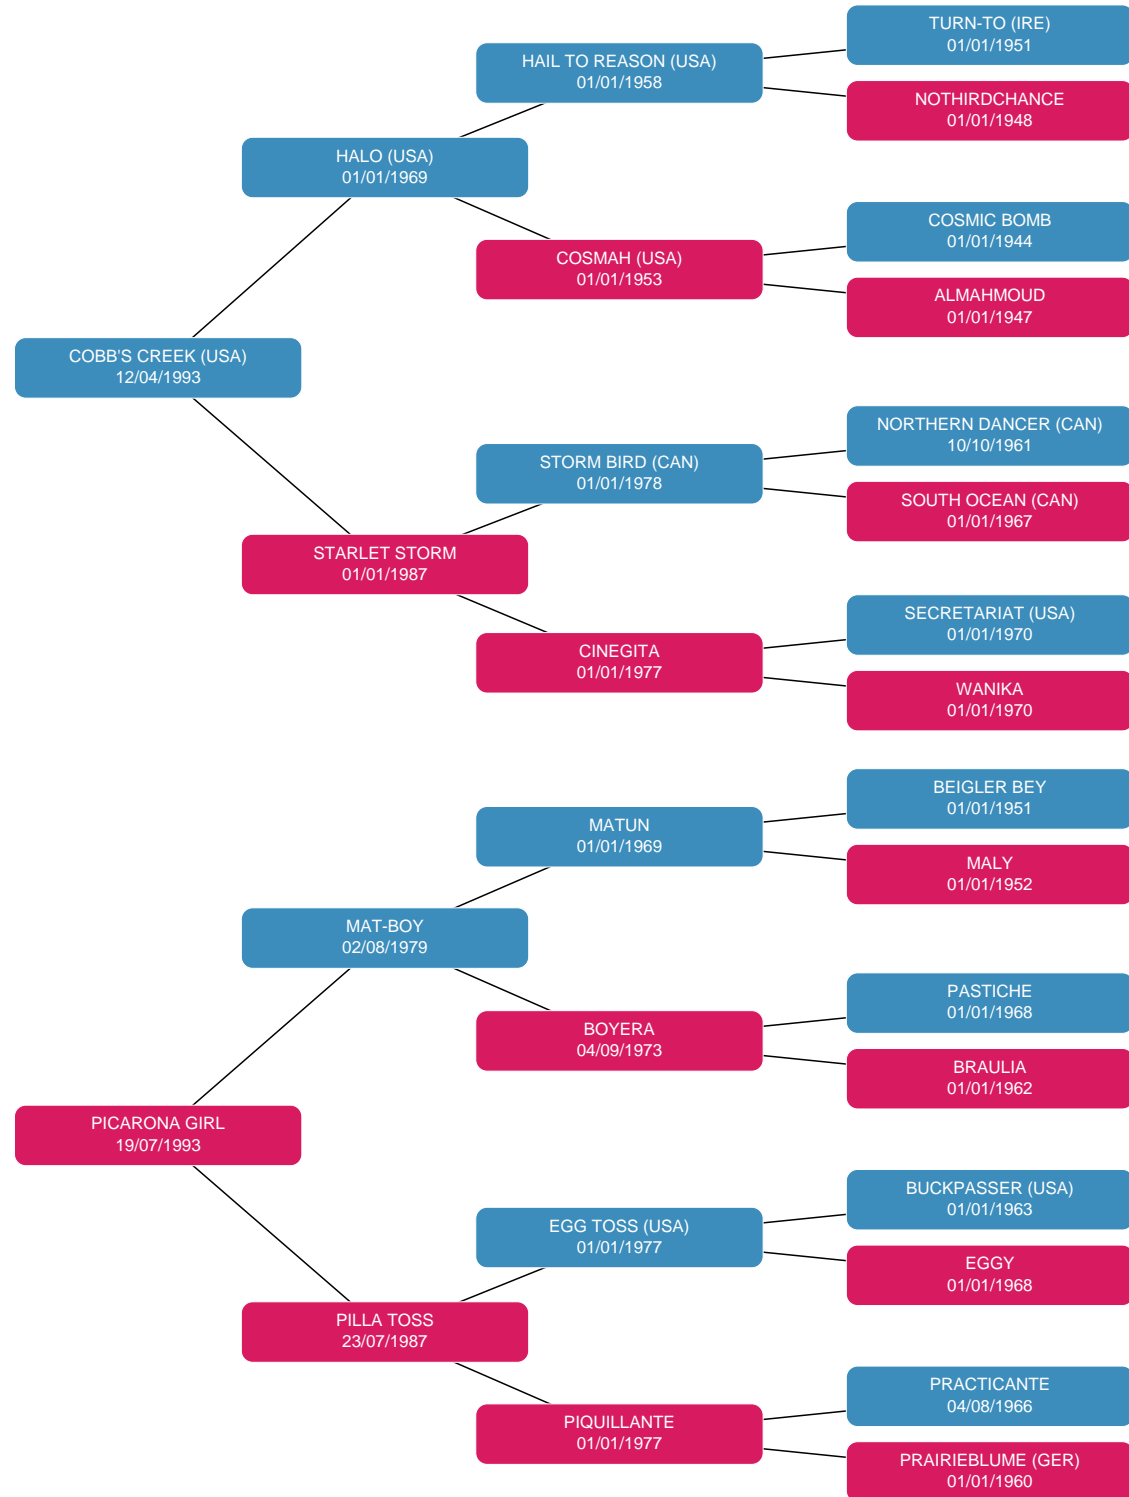 TURN-TO (IRE)
01/01/1951
HAIL TO REASON (USA)
01/01/1958
NOTHIRDCHANCE
01/01/1948
HALO (USA)
01/01/1969
COSMIC BOMB
01/01/1944
COSMAH (USA)
01/01/1953
ALMAHMOUD
01/01/1947
COBB'S CREEK (USA)
12/04/1993
NORTHERN DANCER (CAN)
10/10/1961
STORM BIRD (CAN)
01/01/1978
SOUTH OCEAN (CAN)
01/01/1967
STARLET STORM
01/01/1987
SECRETARIAT (USA)
01/01/1970
CINEGITA
01/01/1977
WANIKA
01/01/1970
BEIGLER BEY
01/01/1951
MATUN
01/01/1969
MALY
01/01/1952
MAT-BOY
02/08/1979
PASTICHE
01/01/1968
BOYERA
04/09/1973
BRAULIA
01/01/1962
PICARONA GIRL
19/07/1993
BUCKPASSER (USA)
01/01/1963
EGG TOSS (USA)
01/01/1977
EGGY
01/01/1968
PILLA TOSS
23/07/1987
PRACTICANTE
04/08/1966
PIQUILLANTE
01/01/1977
PRAIRIEBLUME (GER)
01/01/1960